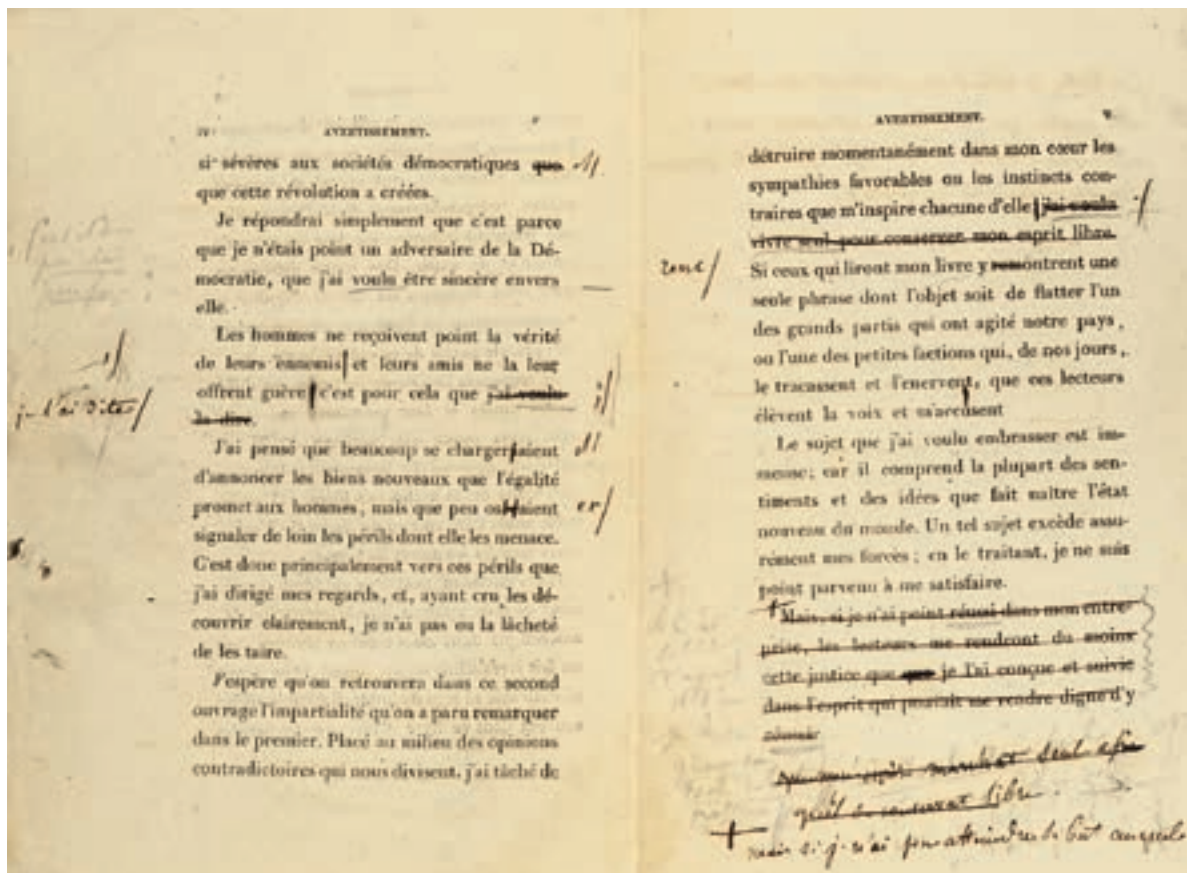 IV AVERTISSEMENT.
si sévères aux sociétés démocratiques que
que cette révolution a créées.
Je répondrai simplement que c'est parce
que je n'étais point un adversaire de la Dé-
mocratie, que j'ai voulu être sincère envers
elle.
Les hommes ne reçoivent point la vérité
de leurs ennemis et leurs amis ne la leur
offrent guère c'est pour cela que j'ai voulu
la dire.
je l'ai dite
J'ai pensé que beaucoup se chargeraient
d'annoncer les biens nouveaux que l'égalité
promet aux hommes, mais que peu
er
signaler de loin les périls dont elle les menace.
C'est donc principalement vers ces périls que
j'ai dirigé mes regards, et, ayant cru les dé-
couvrir clairement, je n'ai pas eu la lâcheté
de les taire.
J'espère qu'on retrouvera dans ce second
ouvrage l'impartialité qu'on a paru remarquer
dans le premier. Placé au milieu des opinions
contradictoires qui nous divisent, j'ai tâché de
AVERTISSEMENT. V
détruire momentanément dans mon cœur les
sympathies favorables ou les instincts con-
traires que m'inspire chacune d'elle j'ai voulu
vivre seul pour conserver mon esprit libre.
Si ceux qui liront mon livre y remontrent une
renc
seule phrase dont l'objet soit de flatter l'un
des grands partis qui ont agité notre pays,
ou l'une des petites factions qui, de nos jours,
le tracassent et l'énervent, que ces lecteurs
élèvent la voix et m'accusent
Le sujet que j'ai voulu embrasser est im-
mense; car il comprend la plupart des sen-
timents et des idées que fait naître l'état
nouveau du monde. Un tel sujet excède assu-
rément mes forces; en le traitant, je ne suis
point parvenu à me satisfaire.
Mais, si je n'ai point réussi dans mon entre-
prise, les lecteurs me rendront du moins
cette justice que que je l'ai conçue et suivie
dans l'esprit qui pouvait me rendre digne d'y
réussir
marchat seul afin
qu'il conservat libre.
mais si je n'ai pu atteindre le but auquel